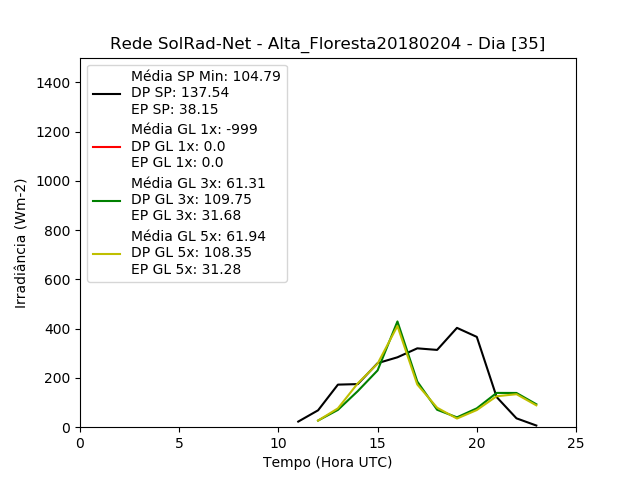 Rede SolRad-Net - Alta_Floresta20180204 - Dia [35]
Média SP Min: 104.79
DP SP: 137.54
EP SP: 38.15
Média GL 1x: -999
DP GL 1x: 0.0
EP GL 1x: 0.0
Média GL 3x: 61.31
DP GL 3x: 109.75
EP GL 3x: 31.68
Média GL 5x: 61.94
DP GL 5x: 108.35
EP GL 5x: 31.28
Irradiância (Wm-2)
1400
1200
1000
800
600
400
200
0
0 5 10 15 20 25
Tempo (Hora UTC)